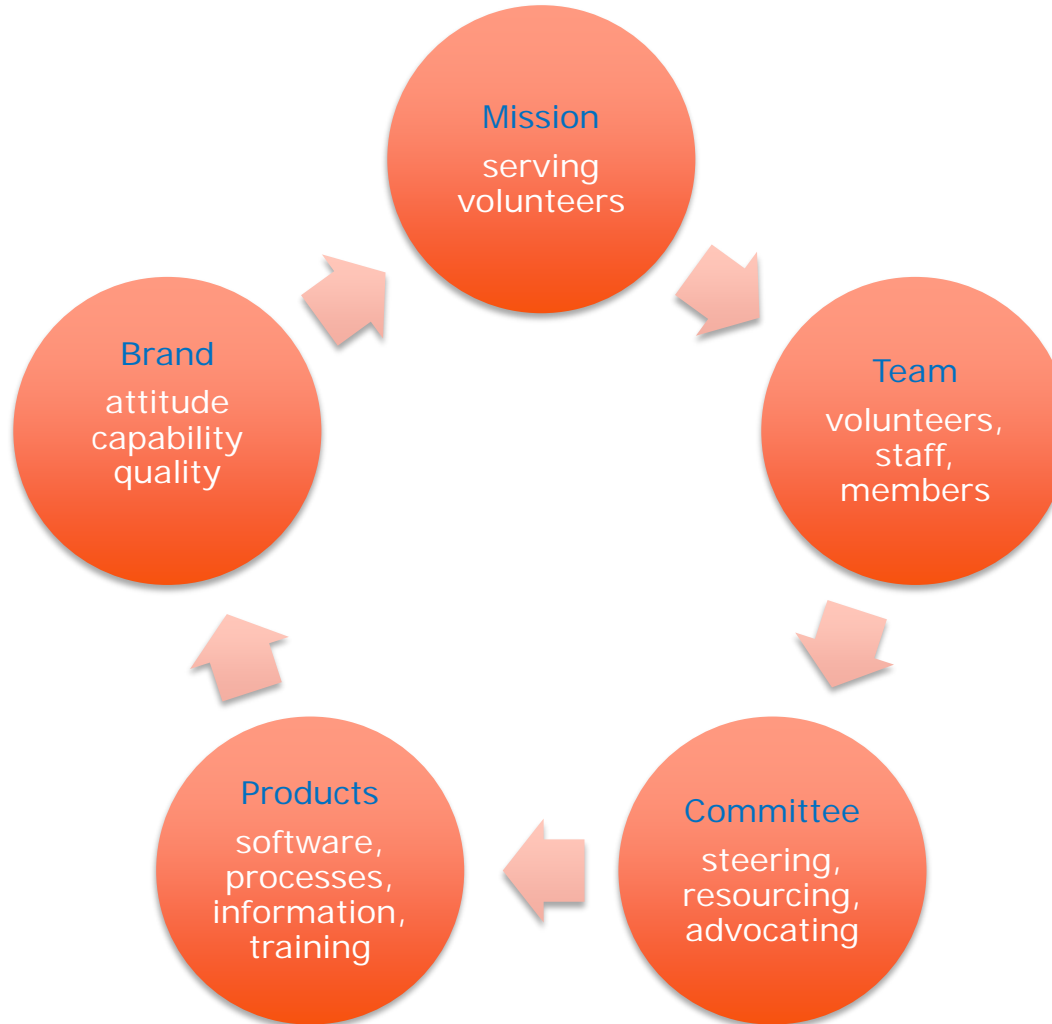 Mission
serving
volunteers
Team
volunteers,
staff,
members
Committee
steering,
resourcing,
advocating
Products
software,
processes,
information,
training
Brand
attitude
capability
quality